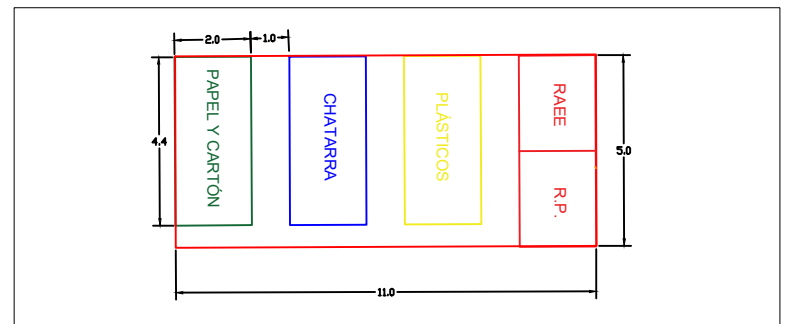 2.0
1.0
4.4
PAPEL Y CARTÓN
CHATARRA
PLÁSTICOS
RAEE
R.P.
5.0
11.0